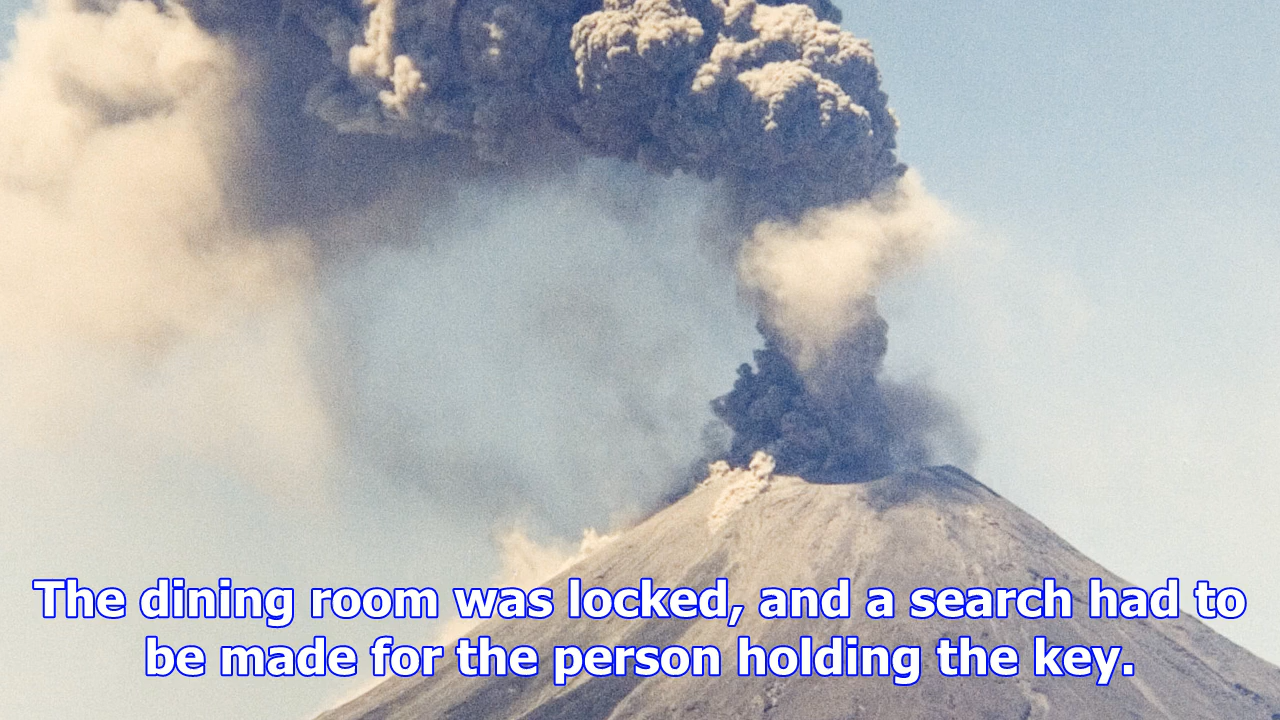 The dining room was locked, and a search had to
be made for the person holding the key.